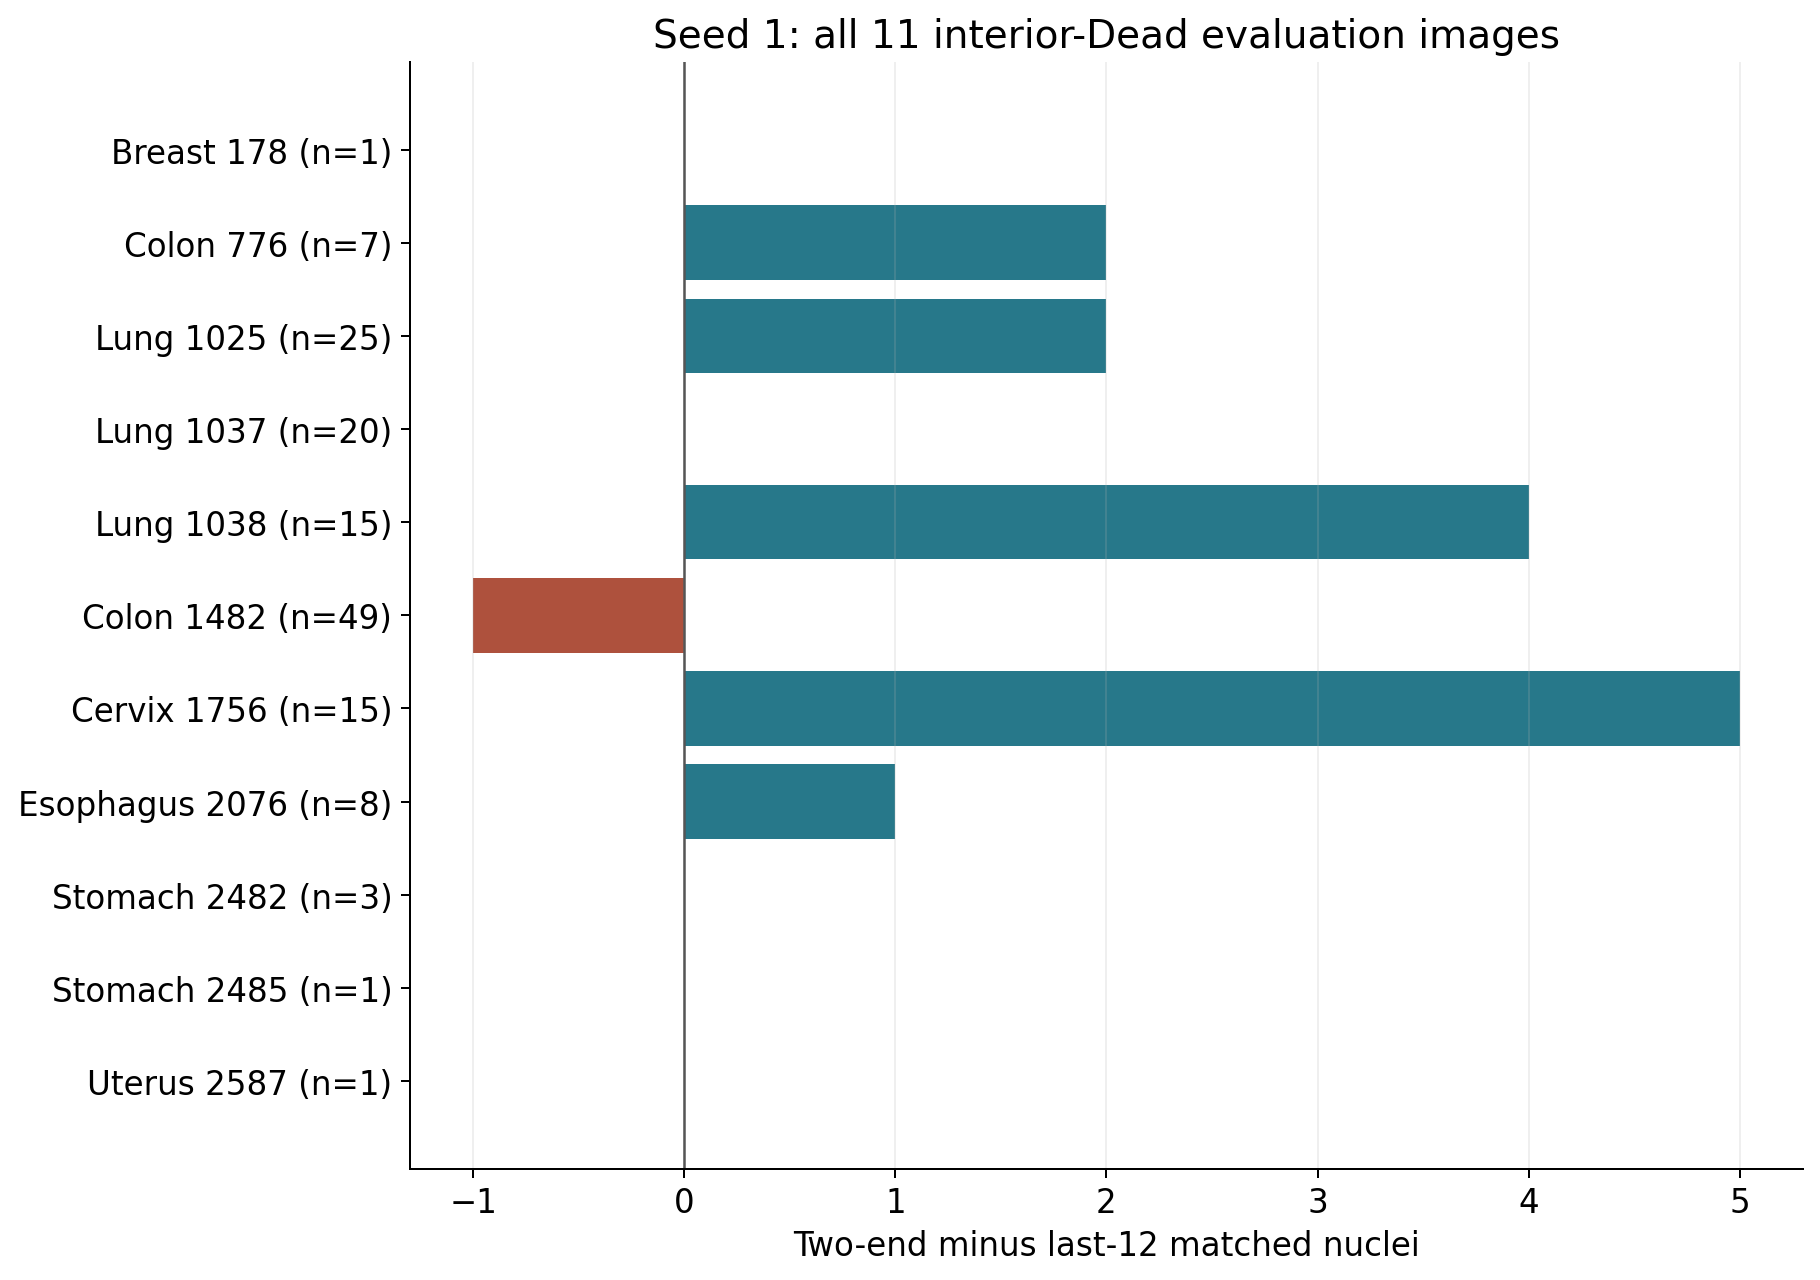 Seed 1: all 11 interior-Dead evaluation images
Breast 178 (n=1)
Colon 776 (n=7)
Lung 1025 (n=25)
Lung 1037 (n=20)
Lung 1038 (n=15)
Colon 1482 (n=49)
Cervix 1756 (n=15)
Esophagus 2076 (n=8)
Stomach 2482 (n=3)
Stomach 2485 (n=1)
Uterus 2587 (n=1)
−1 0 1 2 3 4 5
Two-end minus last-12 matched nuclei